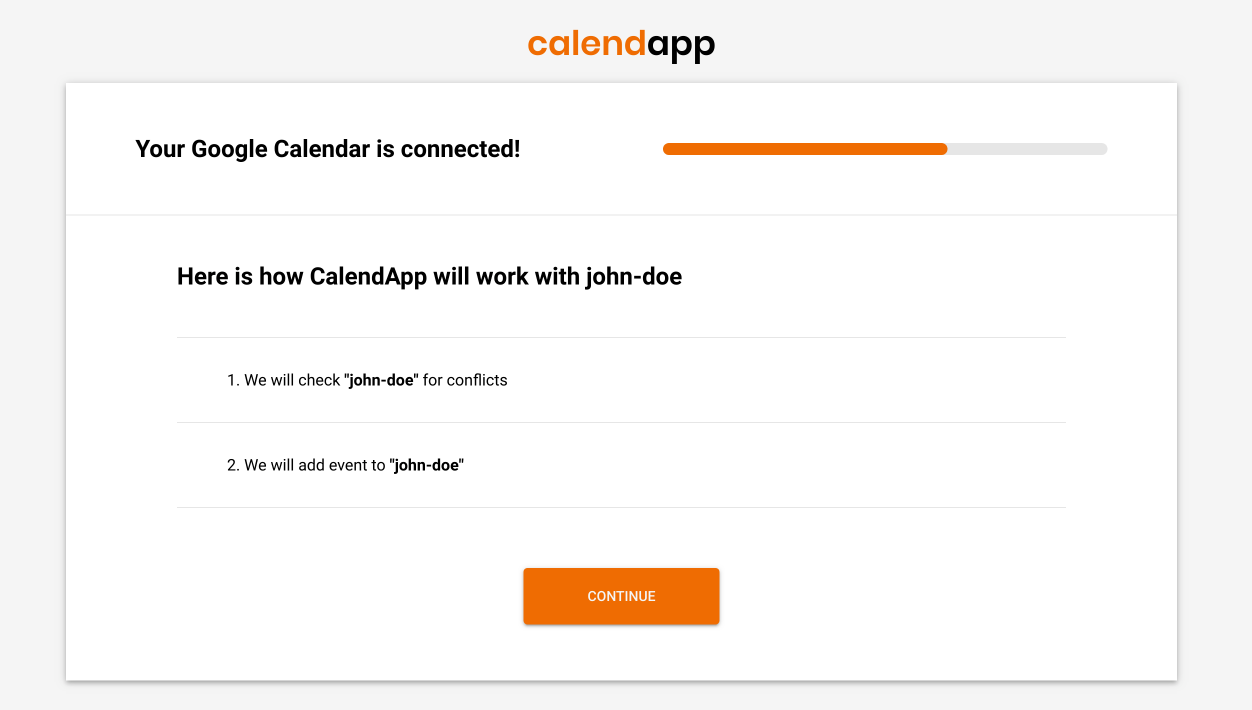 calendapp
Your Google Calendar is connected!
Here is how CalendApp will work with john-doe
1. We will check "john-doe" for conflicts
2. We will add event to "john-doe"
CONTINUE